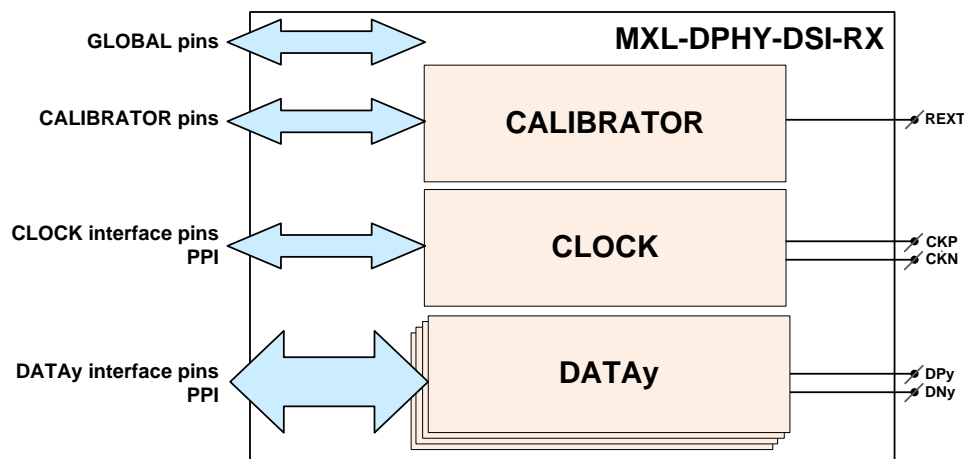 GLOBAL pins
MXL-DPHY-DSI-RX
CALIBRATOR pins
CALIBRATOR
REXT
CLOCK interface pins
PPI
CLOCK
CKP
CKN
DATAy interface pins
PPI
DATAy
DPy
DNy